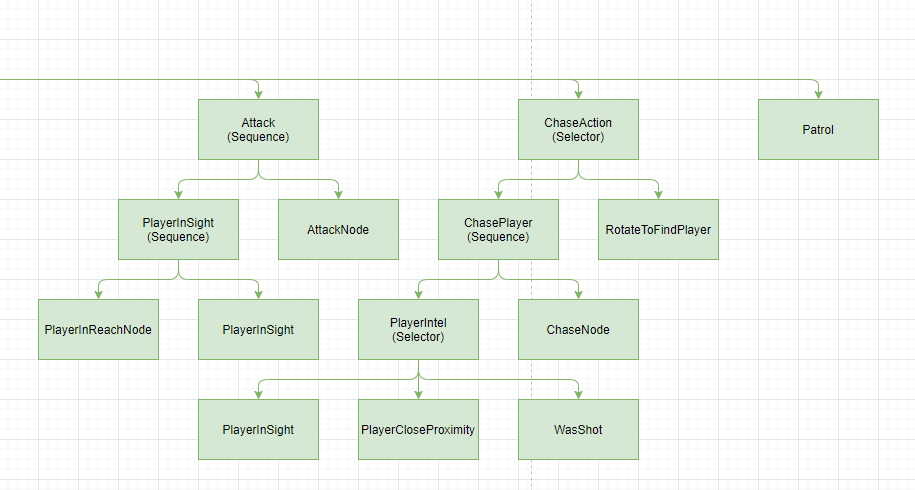 Attack
(Sequence)
ChaseAction
(Selector)
Patrol
PlayerInSight
(Sequence)
AttackNode
ChasePlayer
(Sequence)
RotateToFindPlayer
PlayerInReachNode
PlayerInSight
PlayerIntel
(Selector)
ChaseNode
PlayerInSight
PlayerCloseProximity
WasShot